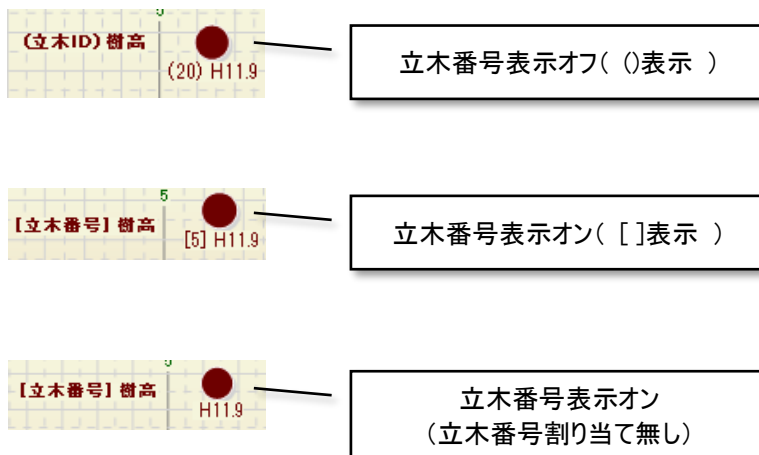 5
(立木ID) 樹高
(20) H11.9
立木番号表示オフ( ()表示 )
5
[立木番号] 樹高
[5] H11.9
立木番号表示オン( [ ]表示 )
5
[立木番号] 樹高
H11.9
立木番号表示オン
(立木番号割り当て無し)